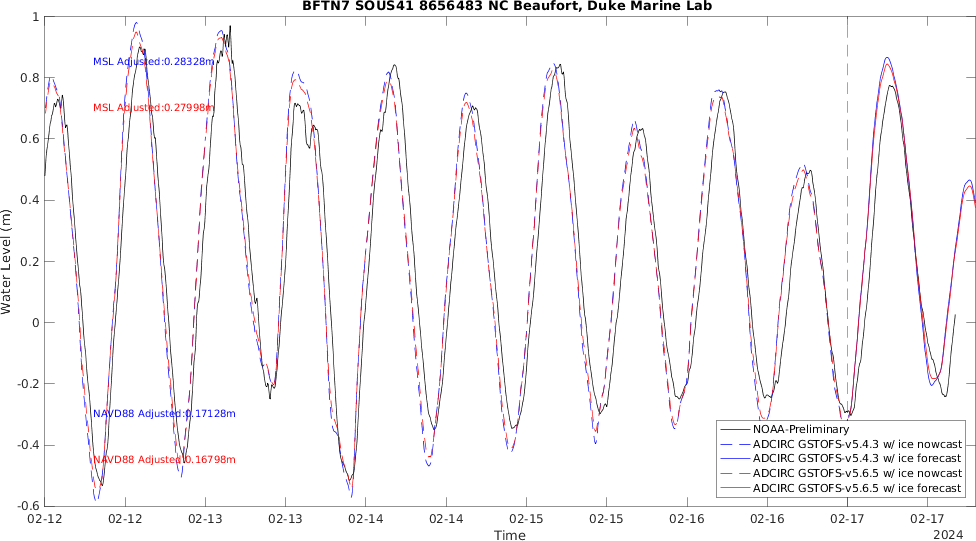 BFTN7 SOUS41 8656483 NC Beaufort, Duke Marine Lab
1
0.8
0.6
0.4
0.2
0
-0.2
-0.4
-0.6
Water Level (m)
MSL Adjusted:0.28328m
MSL Adjusted:0.27998m
NAVD88 Adjusted:0.17128m
NAVD88 Adjusted:0.16798m
NOAA-Preliminary
ADCIRC GSTOFS-v5.4.3 w/ ice nowcast
ADCIRC GSTOFS-v5.4.3 w/ ice forecast
ADCIRC GSTOFS-v5.6.5 w/ ice nowcast
ADCIRC GSTOFS-v5.6.5 w/ ice forecast
02-12 02-12 02-13 02-13 02-14 02-14 02-15 02-15 02-16 02-16 02-17 02-17
Time
2024